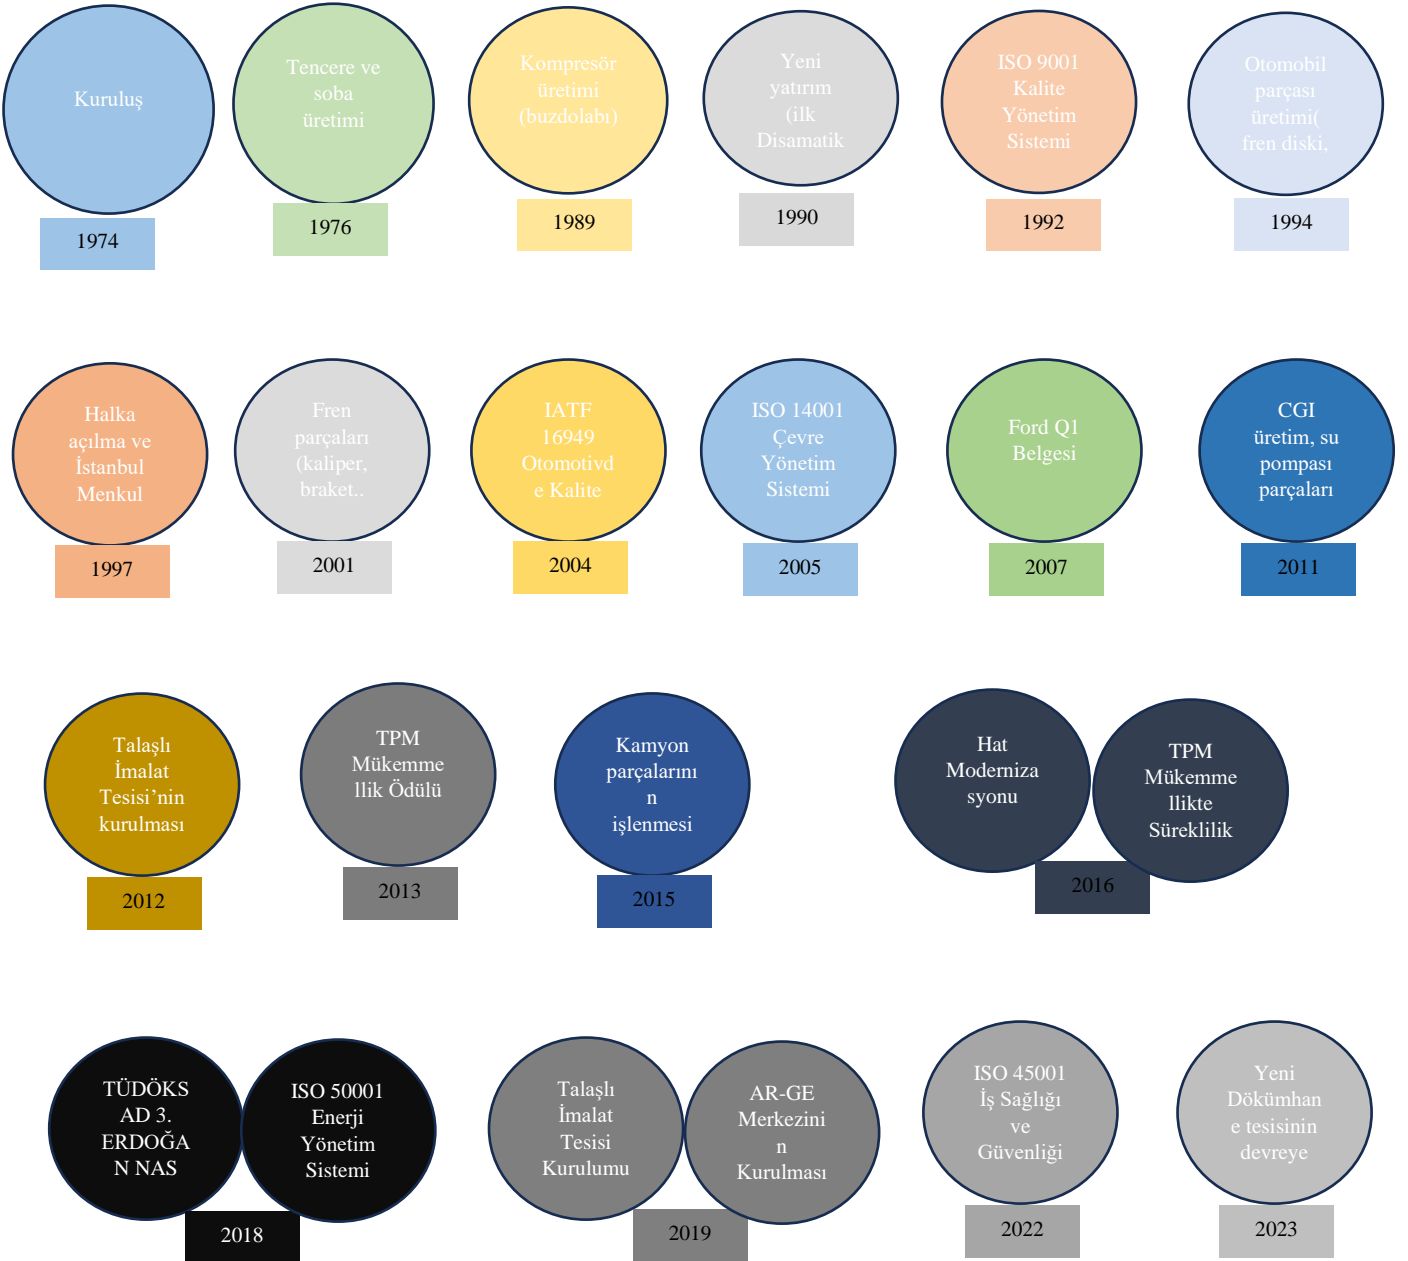 Kuruluş
1974
Tencere ve
soba
üretimi
1976
Kompresör
üretimi
(buzdolabı)
1989
Yeni
yatırım
(ilk
Disamatik
1990
ISO 9001
Kalite
Yönetim
Sistemi
1992
Otomobil
parçası
üretimi(
fren diski,
1994
Halka
açılma ve
İstanbul
Menkul
1997
Fren
parçaları
(kaliper,
braket..
2001
IATF
16949
Otomotivd
e Kalite
2004
ISO 14001
Çevre
Yönetim
Sistemi
2005
Ford Q1
Belgesi
2007
CGI
üretim, su
pompası
parçaları
2011
Talaşlı
İmalat
Tesisi’nin
kurulması
2012
TPM
Mükemme
llik Ödülü
2013
Kamyon
parçalarını
n
işlenmesi
2015
Hat
Moderniza
syonu
TPM
Mükemme
llikte
Süreklilik
2016
TÜDÖKS
AD 3.
ERDOĞA
N NAS
ISO 50001
Enerji
Yönetim
Sistemi
2018
Talaşlı
İmalat
Tesisi
Kurulumu
AR-GE
Merkezini
n
Kurulması
2019
ISO 45001
İş Sağlığı
ve
Güvenliği
2022
Yeni
Dökümhan
e tesisinin
devreye
2023